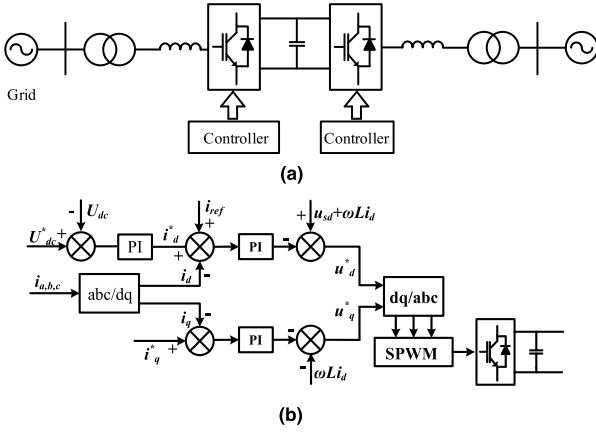 Grid
Controller
Controller
(a)
- U_dc
i_ref
+
+ u_sd+ωLi_d
U*_dc +
PI
i*_d
+
PI
-
i_d -
u*_d
i_a,b,c
abc/dq
dq/abc
i_q -
u*_q
i*_q +
PI
-
SPWM
- ωLi_d
(b)